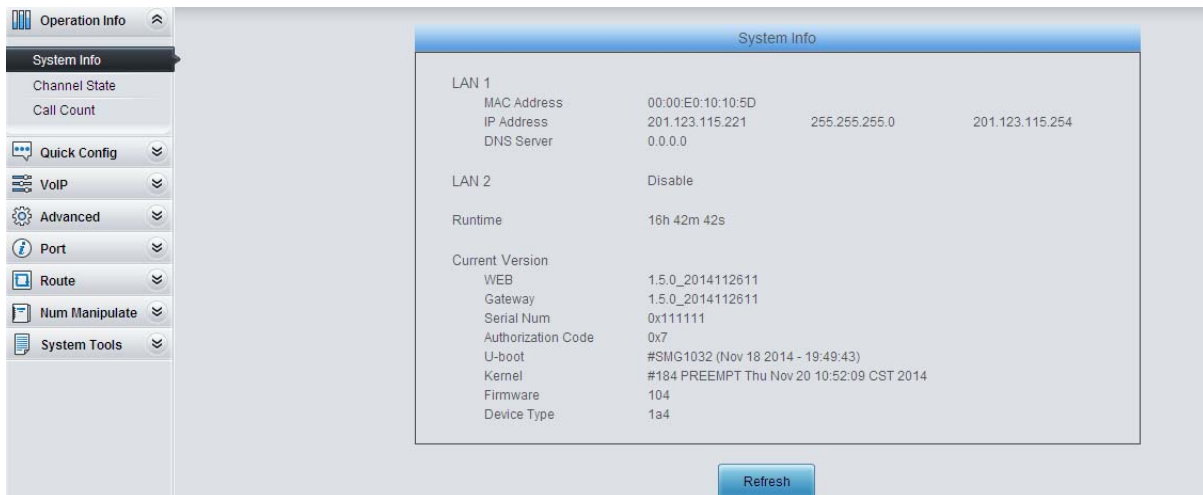 Operation Info
System Info
Channel State
Call Count
Quick Config
VoIP
Advanced
Port
Route
Num Manipulate
System Tools
System Info
LAN 1
MAC Address 00:00:E0:10:10:5D
IP Address 201.123.115.221 255.255.255.0 201.123.115.254
DNS Server 0.0.0.0
LAN 2 Disable
Runtime 16h 42m 42s
Current Version
WEB 1.5.0_2014112611
Gateway 1.5.0_2014112611
Serial Num 0x111111
Authorization Code 0x7
U-boot #SMG1032 (Nov 18 2014 - 19:49:43)
Kernel #184 PREEMPT Thu Nov 20 10:52:09 CST 2014
Firmware 104
Device Type 1a4
Refresh